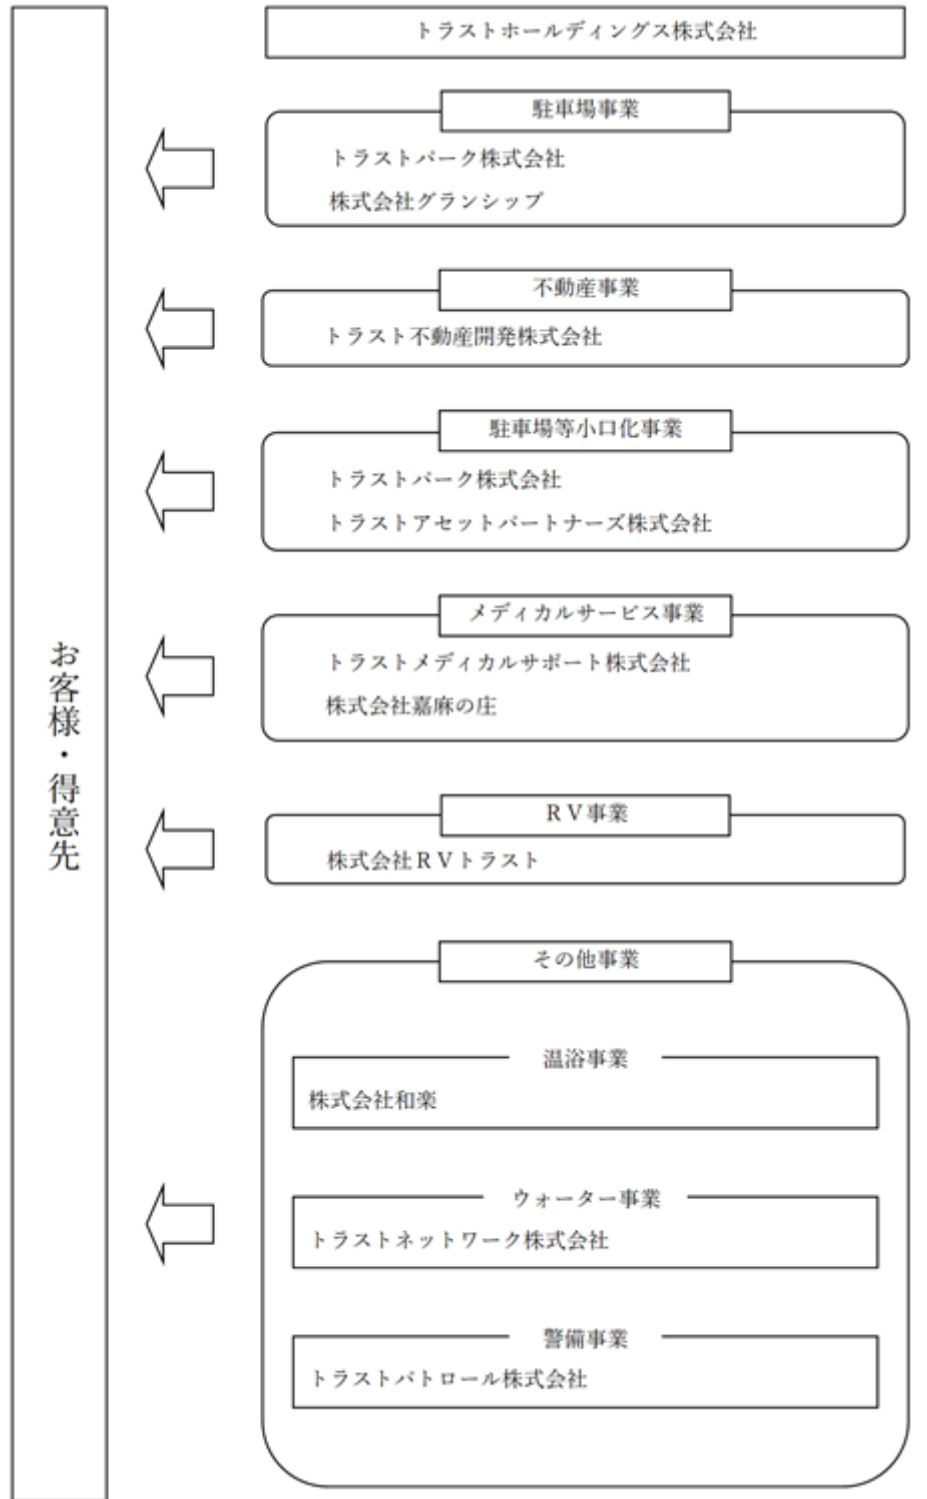 トラストホールディングス株式会社
駐車場事業
トラストパーク株式会社
株式会社グランシップ
不動産事業
トラスト不動産開発株式会社
駐車場等小口化事業
トラストパーク株式会社
トラストアセットパートナーズ株式会社
メディカルサービス事業
トラストメディカルサポート株式会社
株式会社嘉麻の庄
ＲＶ事業
株式会社ＲＶトラスト
その他事業
温浴事業
株式会社和楽
ウォーター事業
トラストネットワーク株式会社
警備事業
トラストパトロール株式会社
お客様・得意先